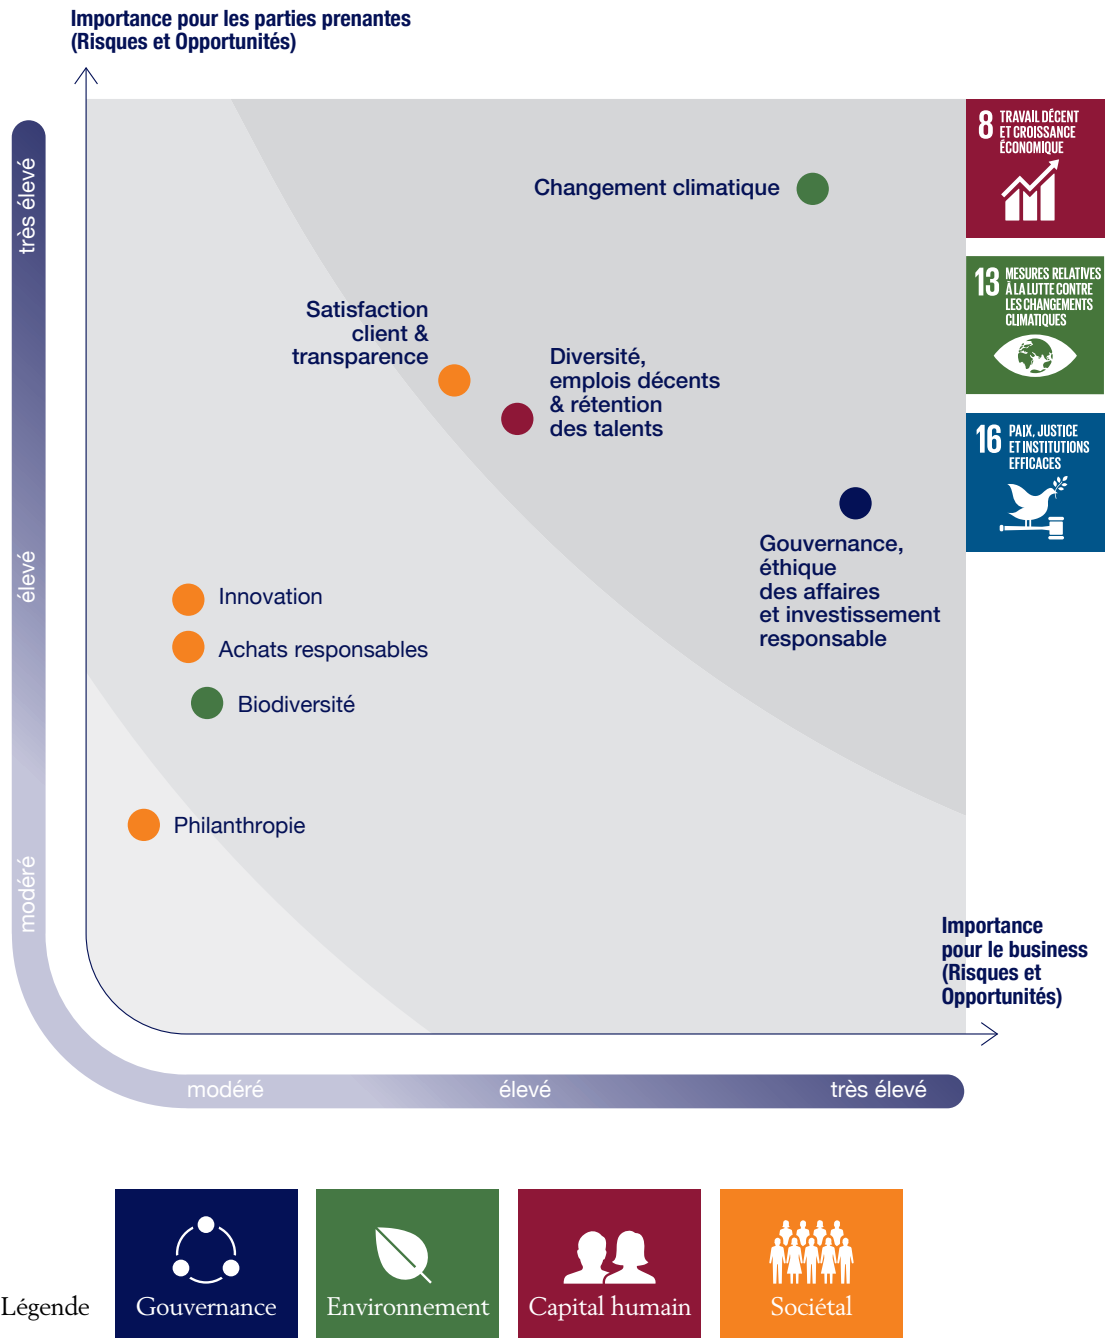 Importance pour les parties prenantes
(Risques et Opportunités)
très élevé
élevé
modéré
Changement climatique
Satisfaction
client &
transparence
Diversité,
emplois décents
& rétention
des talents
Gouvernance,
éthique
des affaires
et investissement
responsable
Innovation
Achats responsables
Biodiversité
Philanthropie
8 TRAVAIL DÉCENT
ET CROISSANCE
ÉCONOMIQUE
13 MESURES RELATIVES
À LA LUTTE CONTRE
LES CHANGEMENTS
CLIMATIQUES
16 PAIX, JUSTICE
ET INSTITUTIONS
EFFICACES
Importance
pour le business
(Risques et
Opportunités)
modéré
élevé
très élevé
Légende
Gouvernance
Environnement
Capital humain
Sociétal